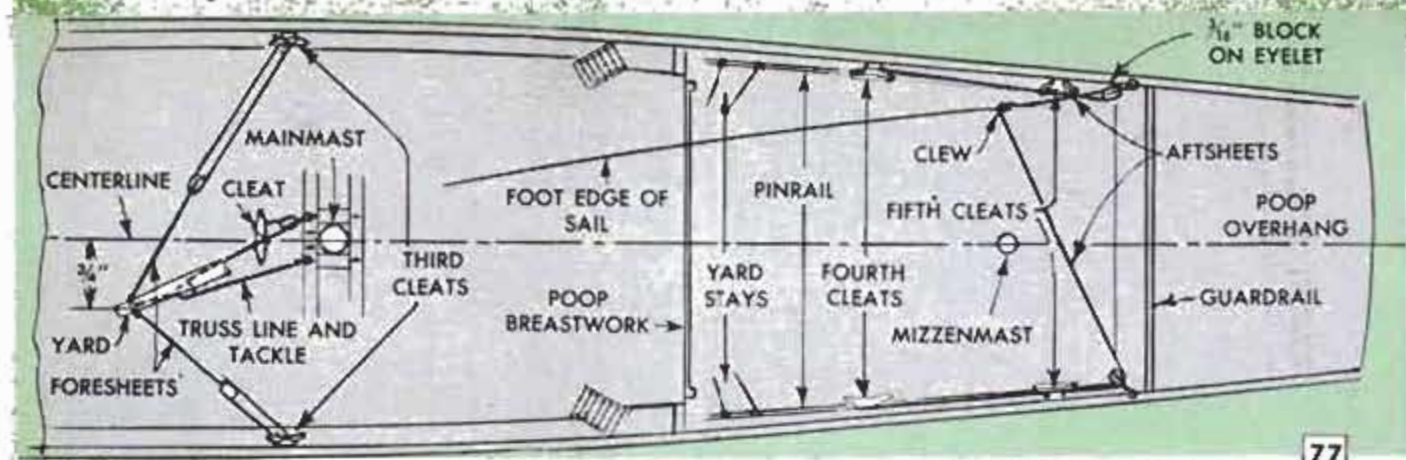 3/16" BLOCK
ON EYELET
MAINMAST
CENTERLINE
CLEAT
3/4"
YARD
FORESHEETS
TRUSS LINE AND
TACKLE
THIRD
CLEATS
FOOT EDGE OF
SAIL
POOP
BREASTWORK
YARD
STAYS
PINRAIL
FOURTH
CLEATS
CLEW
FIFTH CLEATS
MIZZENMAST
AFTSHEETS
POOP
OVERHANG
GUARDRAIL
77